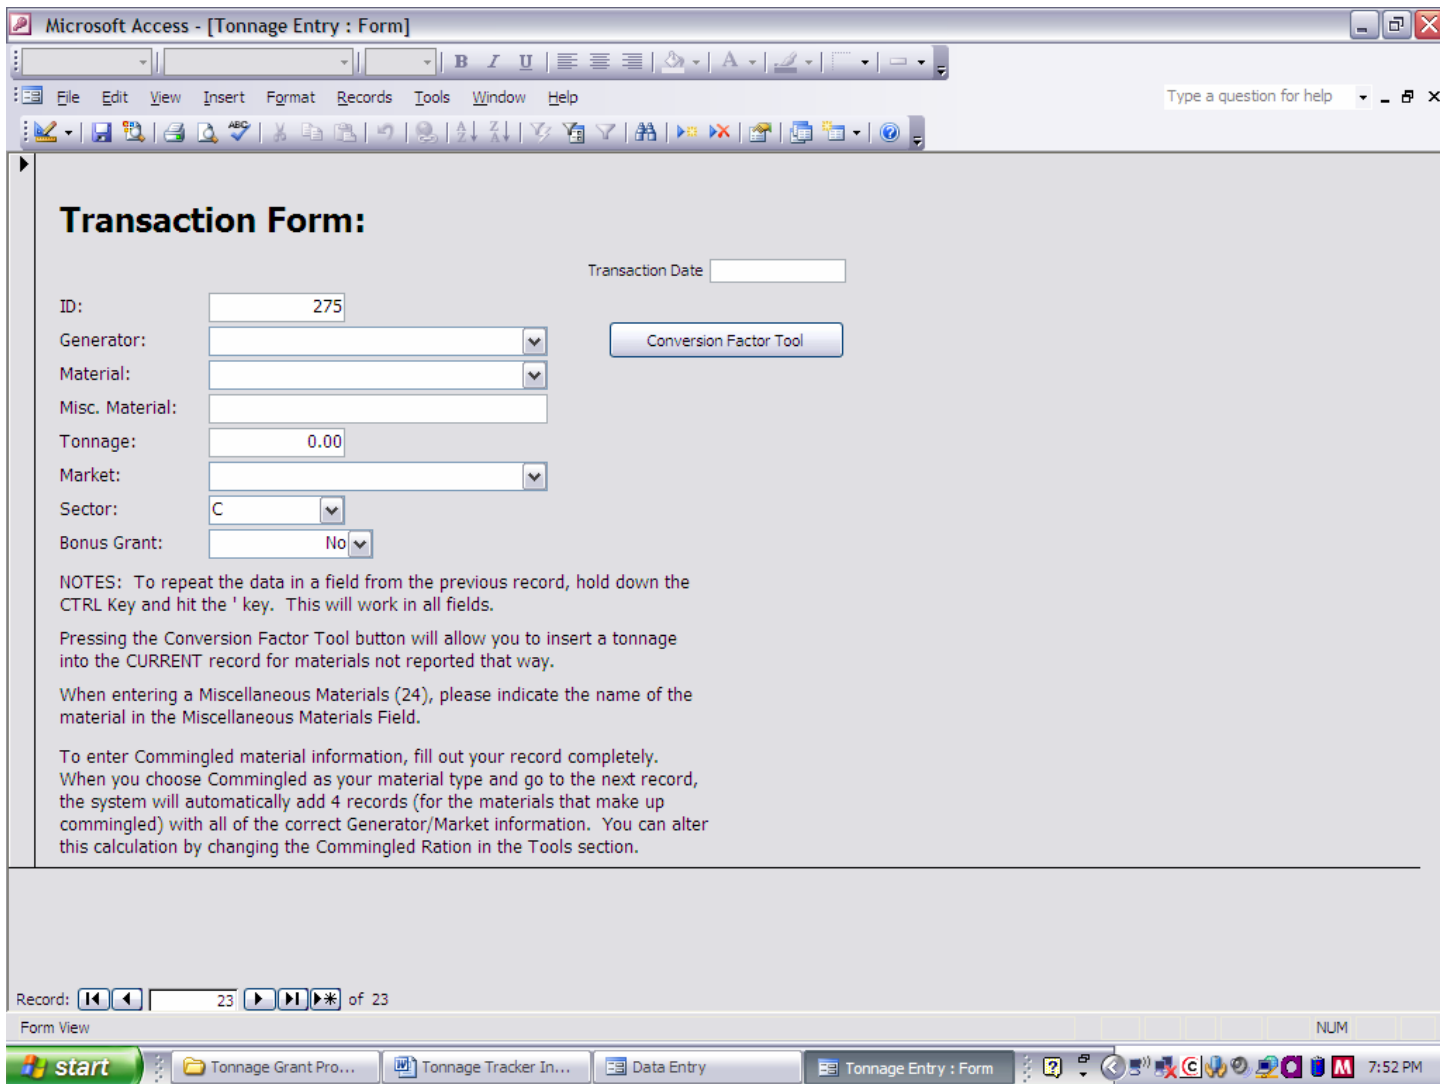 Microsoft Access - [Tonnage Entry : Form]
B I U A
File Edit View Insert Format Records Tools Window Help Type a question for help
Transaction Form:
Transaction Date
ID: 275
Generator: Conversion Factor Tool
Material:
Misc. Material:
Tonnage: 0.00
Market:
Sector: C
Bonus Grant: No
NOTES: To repeat the data in a field from the previous record, hold down the
CTRL Key and hit the ' key. This will work in all fields.
Pressing the Conversion Factor Tool button will allow you to insert a tonnage
into the CURRENT record for materials not reported that way.
When entering a Miscellaneous Materials (24), please indicate the name of the
material in the Miscellaneous Materials Field.
To enter Commingled material information, fill out your record completely.
When you choose Commingled as your material type and go to the next record,
the system will automatically add 4 records (for the materials that make up
commingled) with all of the correct Generator/Market information. You can alter
this calculation by changing the Commingled Ration in the Tools section.
Record: 23 of 23
Form View NUM
start Tonnage Grant Pro... Tonnage Tracker In... Data Entry Tonnage Entry : Form 7:52 PM